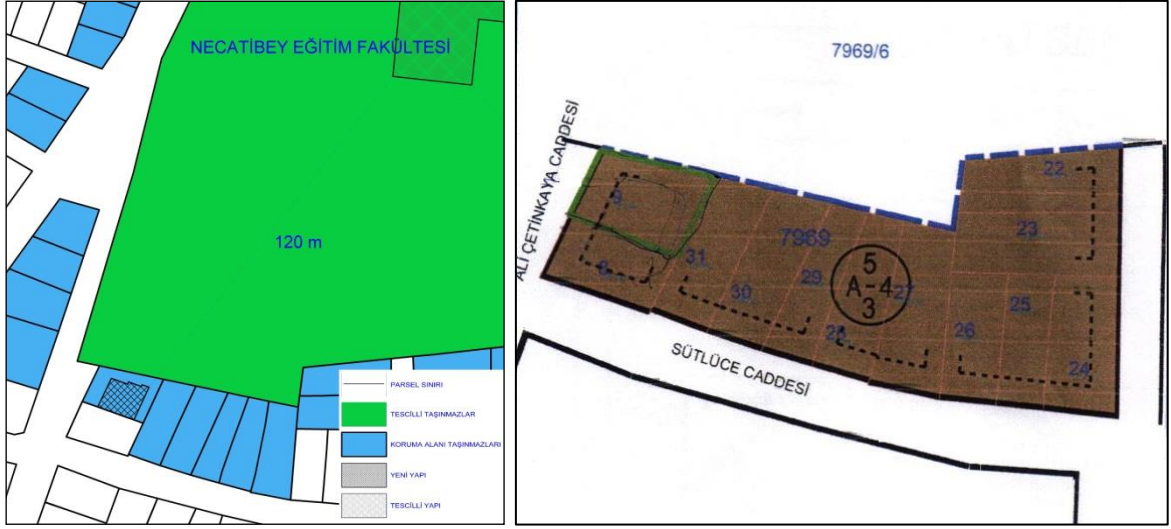 NECATİBEY EĞİTİM FAKÜLTESİ
120 m
PARSEL SINIRI
TESCİLLİ TAŞINMAZLAR
KORUMA ALANI TAŞINMAZLARI
YENİ YAPI
TESCİLLİ YAPI
7969/6
ALİ ÇETİNKAYA CADDESİ
22
9
23
7969
31
5
29
A-4
27
8
30
25
3
28
26
24
SÜTLÜCE CADDESİ